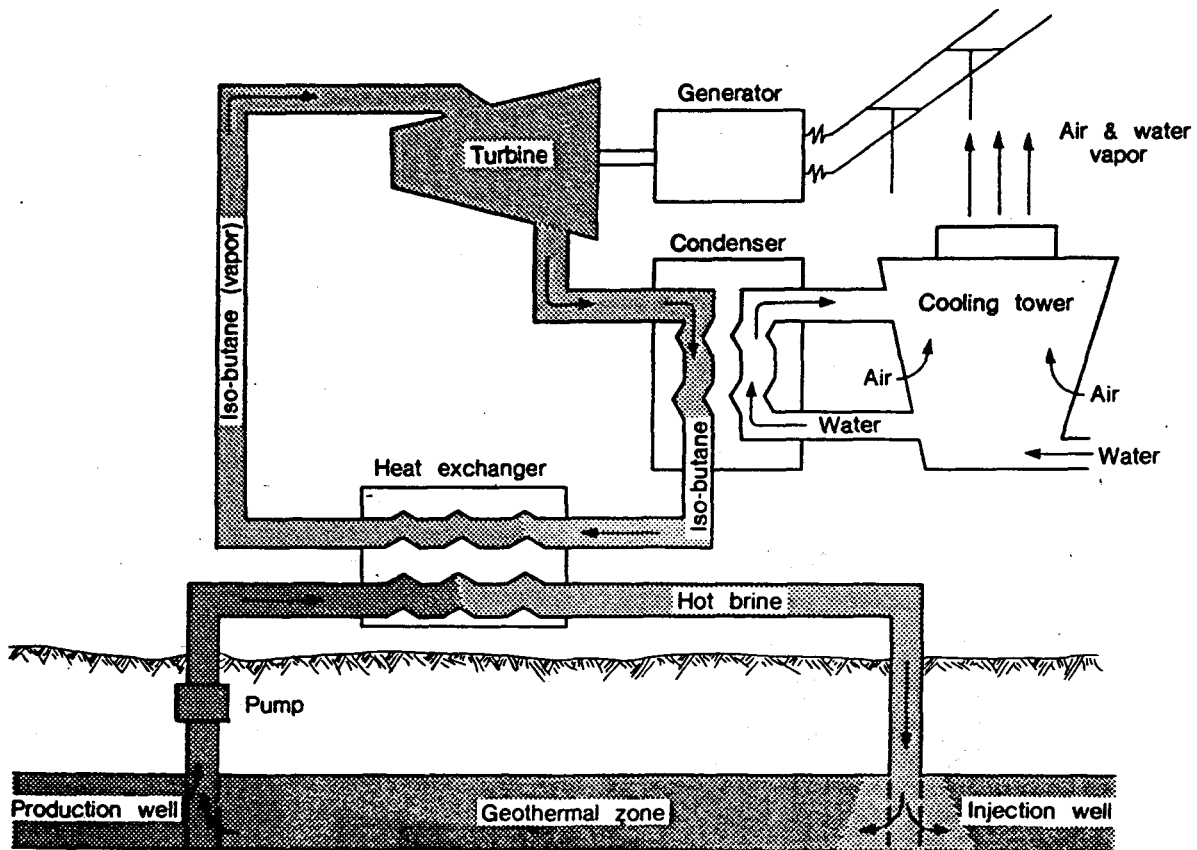 Generator
Air & water
vapor
Turbine
Iso-butane (vapor)
Condenser
Cooling tower
Air
Air
Water
Water
Iso-butane
Heat exchanger
Hot brine
Pump
Production well
Geothermal zone
Injection well